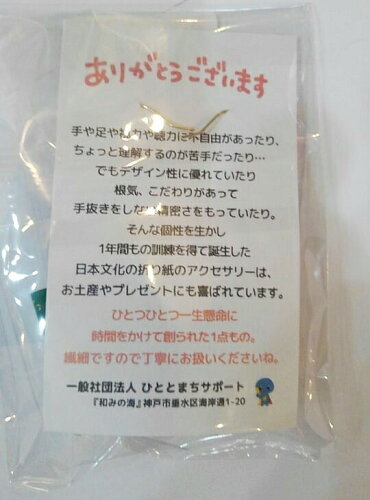 ありがとうございます
手や足や視力や聴力に不自由があったり、
ちょっと理解するのが苦手だったり…
でもデザイン性に優れていたり
根気、こだわりがあって
手抜きをしない精密さをもっていたり。
そんな個性を生かし
1年間もの訓練を得て誕生した
日本文化の折り紙のアクセサリーは、
お土産やプレゼントにも喜ばれています。
ひとつひとつ一生懸命に
時間をかけて創られた1点もの。
繊細ですので丁寧にお扱いくださいね。
一般社団法人 ひととまちサポート
『和みの海』神戸市垂水区海岸通1-20